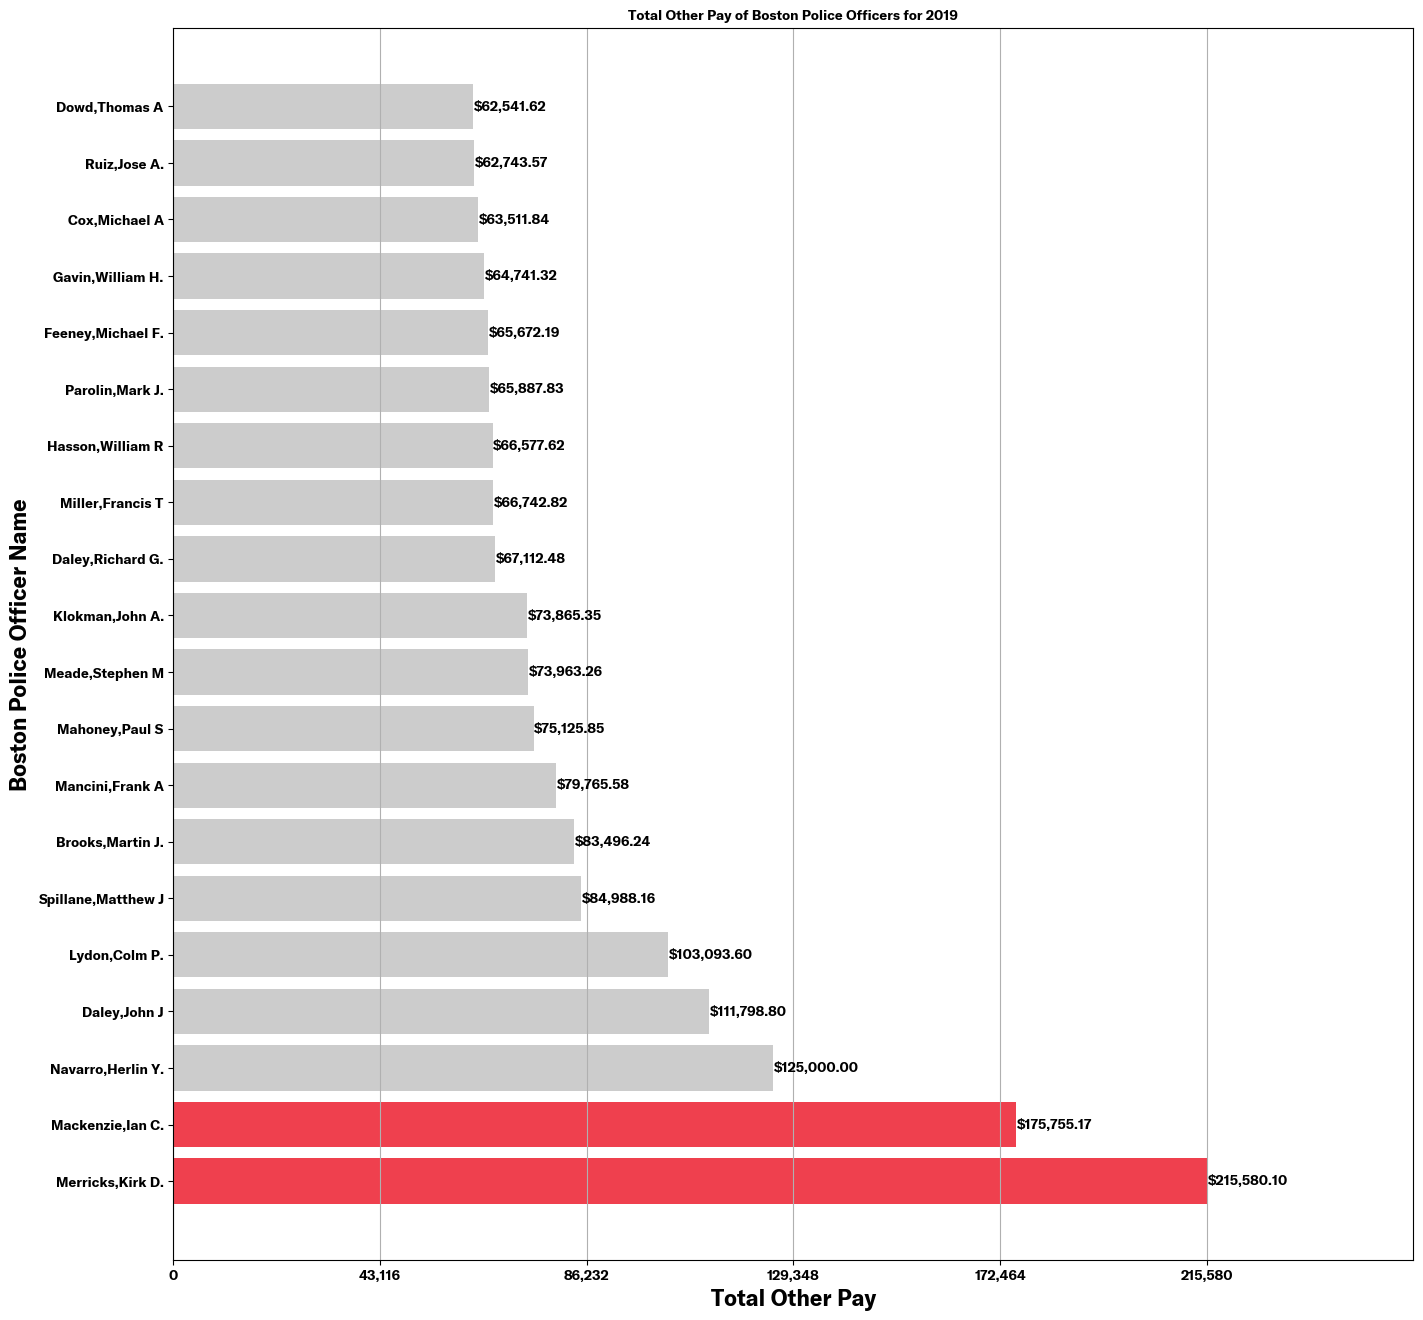 Total Other Pay of Boston Police Officers for 2019
Boston Police Officer Name
Dowd,Thomas A $62,541.62
Ruiz,Jose A. $62,743.57
Cox,Michael A $63,511.84
Gavin,William H. $64,741.32
Feeney,Michael F. $65,672.19
Parolin,Mark J. $65,887.83
Hasson,William R $66,577.62
Miller,Francis T $66,742.82
Daley,Richard G. $67,112.48
Klokman,John A. $73,865.35
Meade,Stephen M $73,963.26
Mahoney,Paul S $75,125.85
Mancini,Frank A $79,765.58
Brooks,Martin J. $83,496.24
Spillane,Matthew J $84,988.16
Lydon,Colm P. $103,093.60
Daley,John J $111,798.80
Navarro,Herlin Y. $125,000.00
Mackenzie,Ian C. $175,755.17
Merricks,Kirk D. $215,580.10
0 43,116 86,232 129,348 172,464 215,580
Total Other Pay